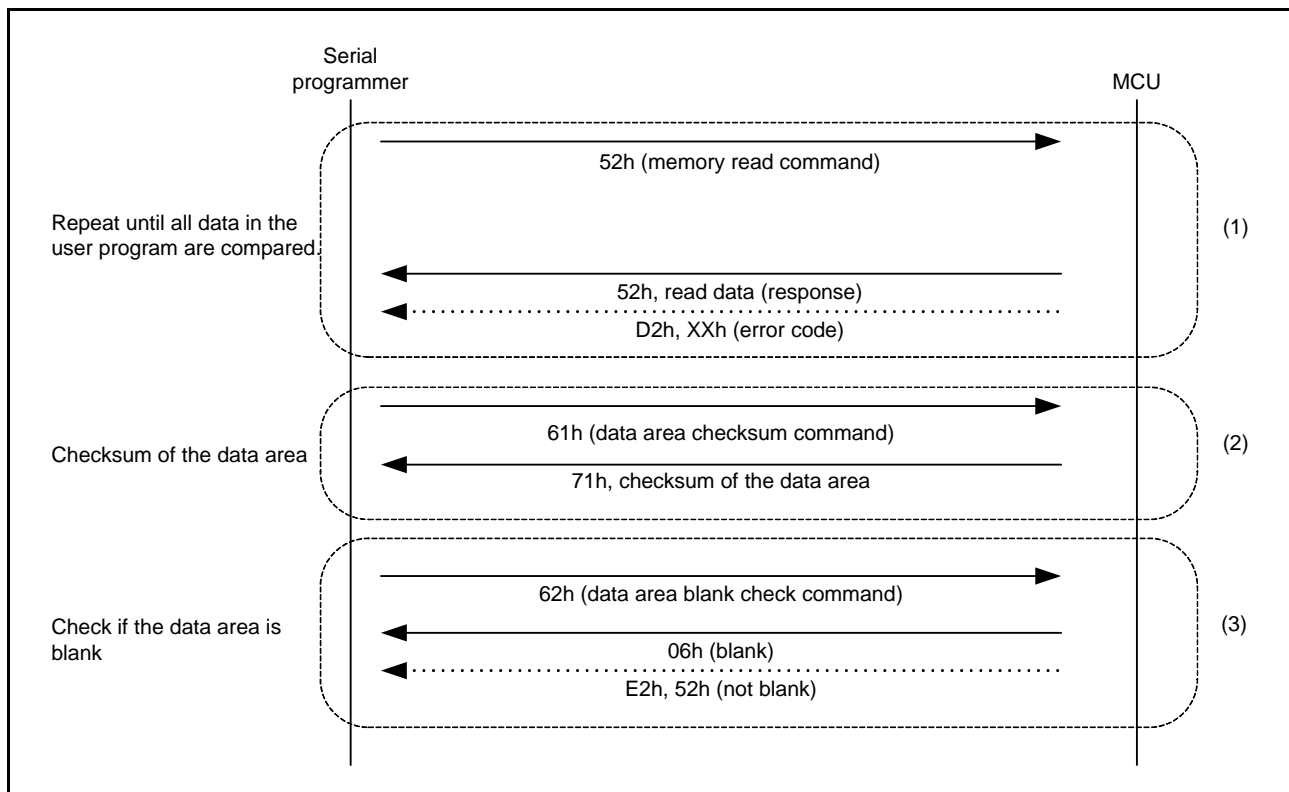 Serial
programmer
MCU
52h (memory read command)
Repeat until all data in the
user program are compared.
(1)
52h, read data (response)
D2h, XXh (error code)
61h (data area checksum command)
Checksum of the data area
(2)
71h, checksum of the data area
62h (data area blank check command)
Check if the data area is
blank
(3)
06h (blank)
E2h, 52h (not blank)